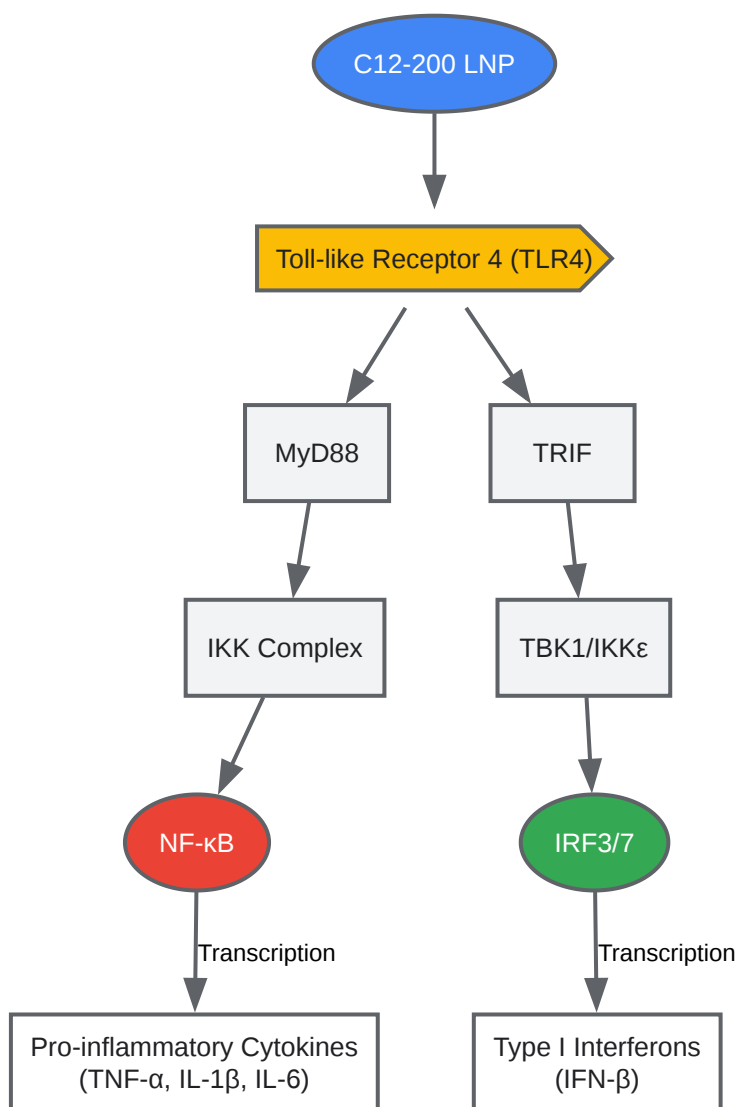 C12-200 LNP
Toll-like Receptor 4 (TLR4)
MyD88
TRIF
IKK Complex
TBK1/IKKε
NF-κB
IRF3/7
Transcription
Transcription
Pro-inflammatory Cytokines
(TNF-α, IL-1β, IL-6)
Type I Interferons
(IFN-β)